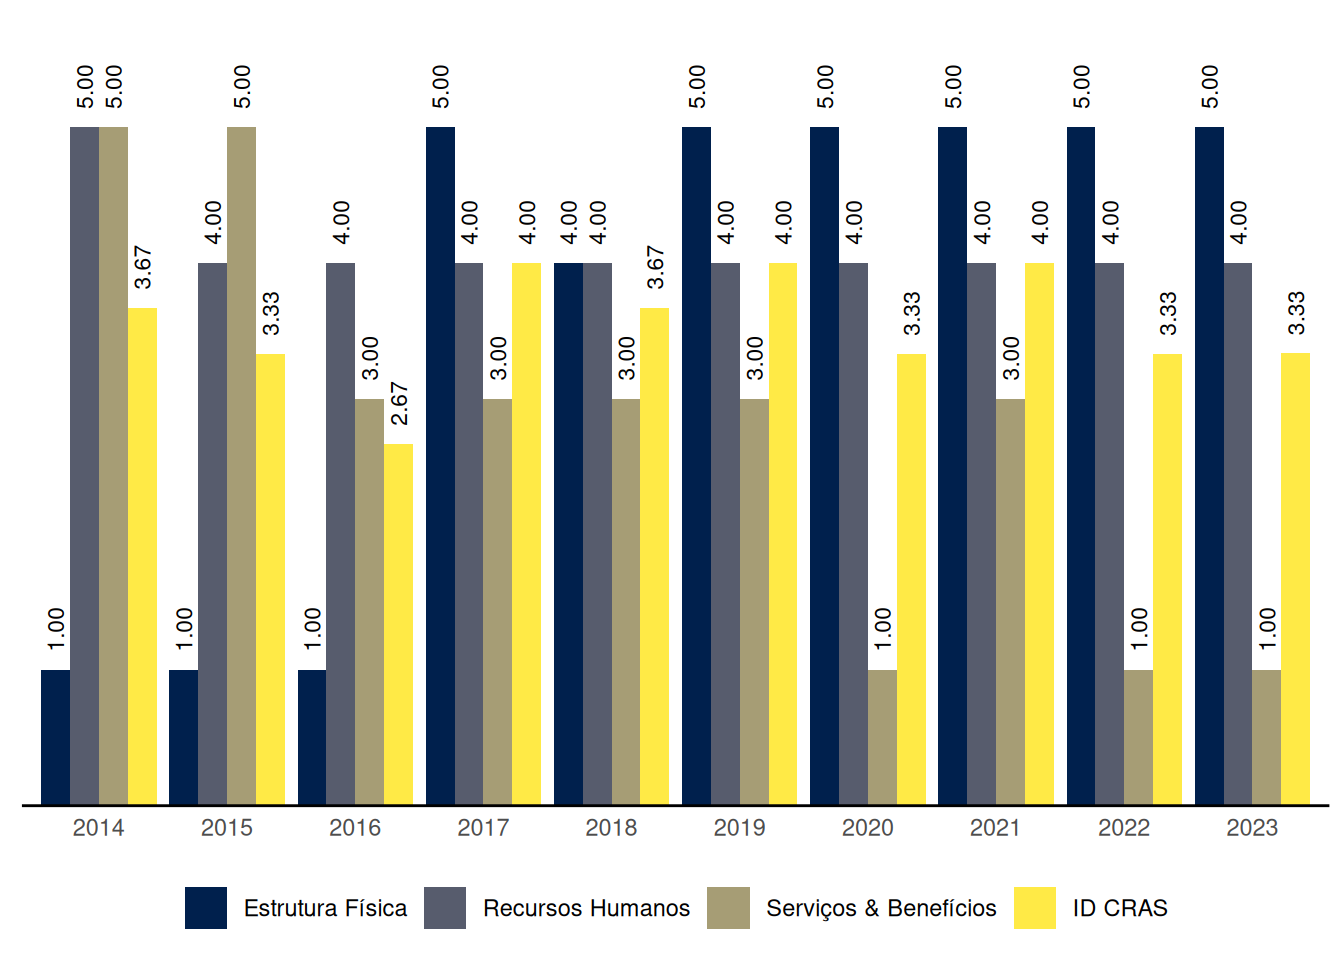 5.00 5.00 5.00 5.00 5.00 5.00 5.00 5.00 5.00
4.00 4.00 4.00 4.00 4.00 4.00 4.00 4.00 4.00 4.00 4.00 4.00 4.00
3.67 3.67
3.33 3.33 3.33 3.33
3.00 3.00 3.00 3.00 3.00
2.67
1.00 1.00 1.00 1.00 1.00 1.00
2014 2015 2016 2017 2018 2019 2020 2021 2022 2023
Estrutura Física Recursos Humanos Serviços & Benefícios ID CRAS